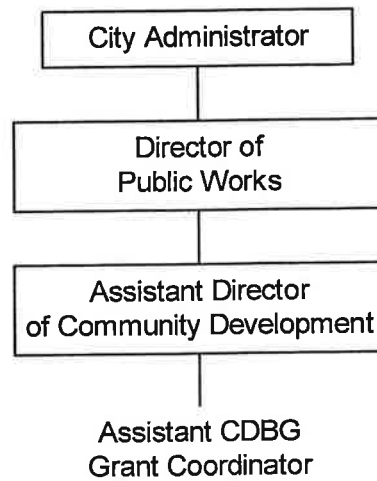 City Administrator
Director of
Public Works
Assistant Director
of Community Development
Assistant CDBG
Grant Coordinator